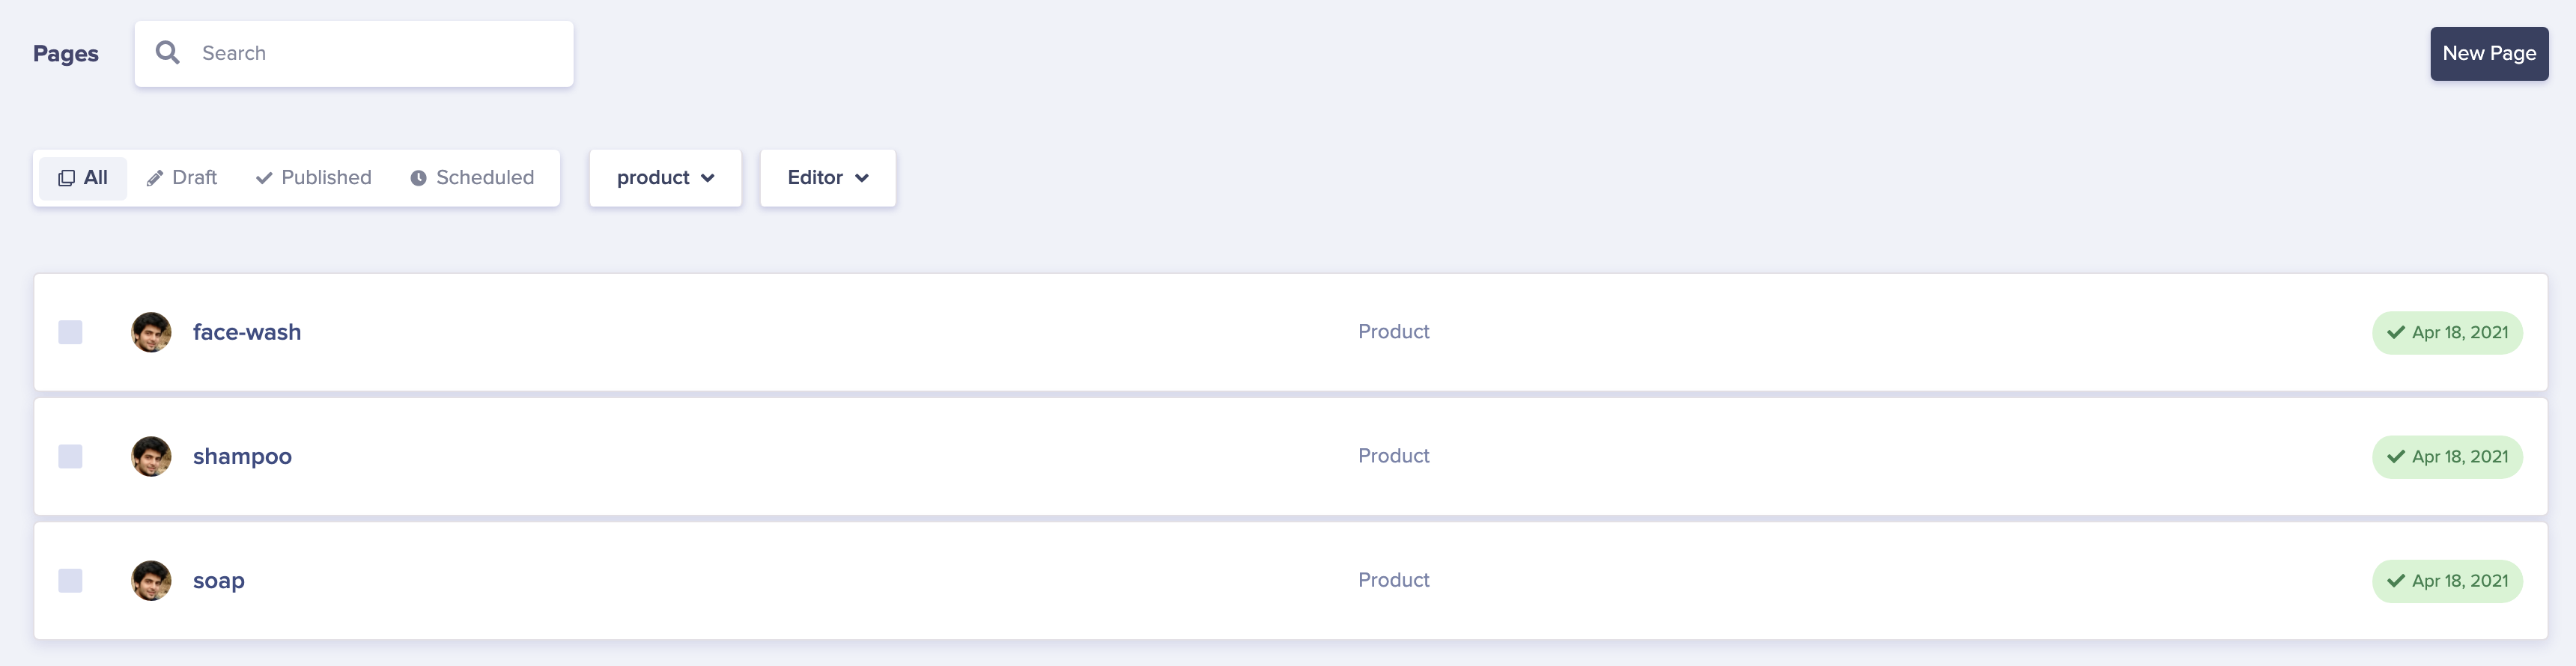 Pages
Search
New Page
All
Draft
Published
Scheduled
product
Editor
face-wash
Product
Apr 18, 2021
shampoo
Product
Apr 18, 2021
soap
Product
Apr 18, 2021